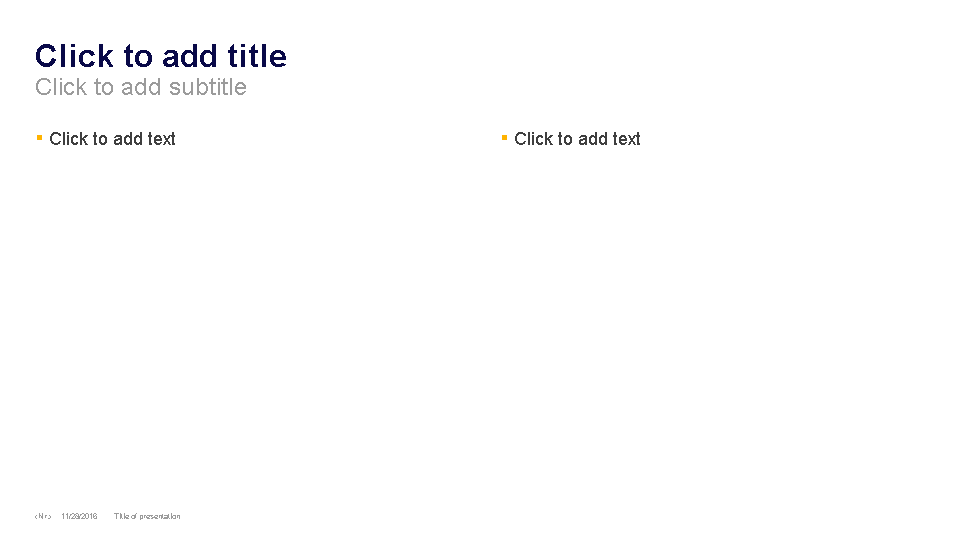 Click to add title
Click to add subtitle
▪ Click to add text
▪ Click to add text
‹Nr.› 11/28/2016 Title of presentation